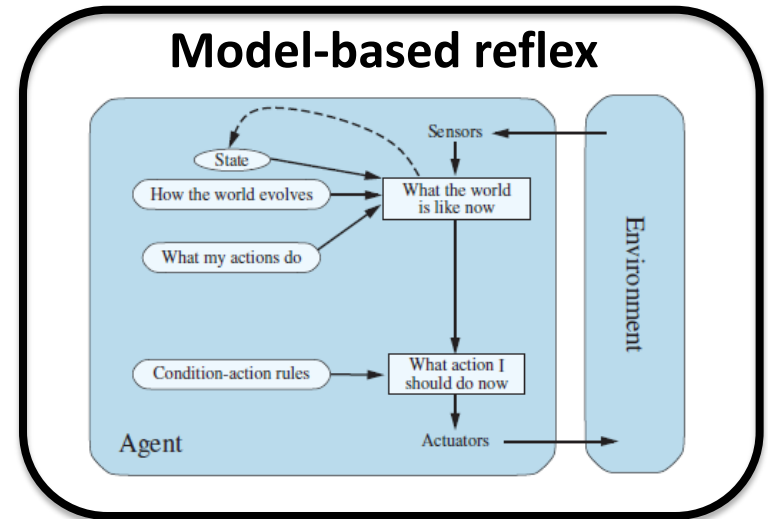 Model-based reflex
Sensors
State
How the world evolves
What the world
is like now
What my actions do
Environment
Condition-action rules
What action I
should do now
Agent
Actuators